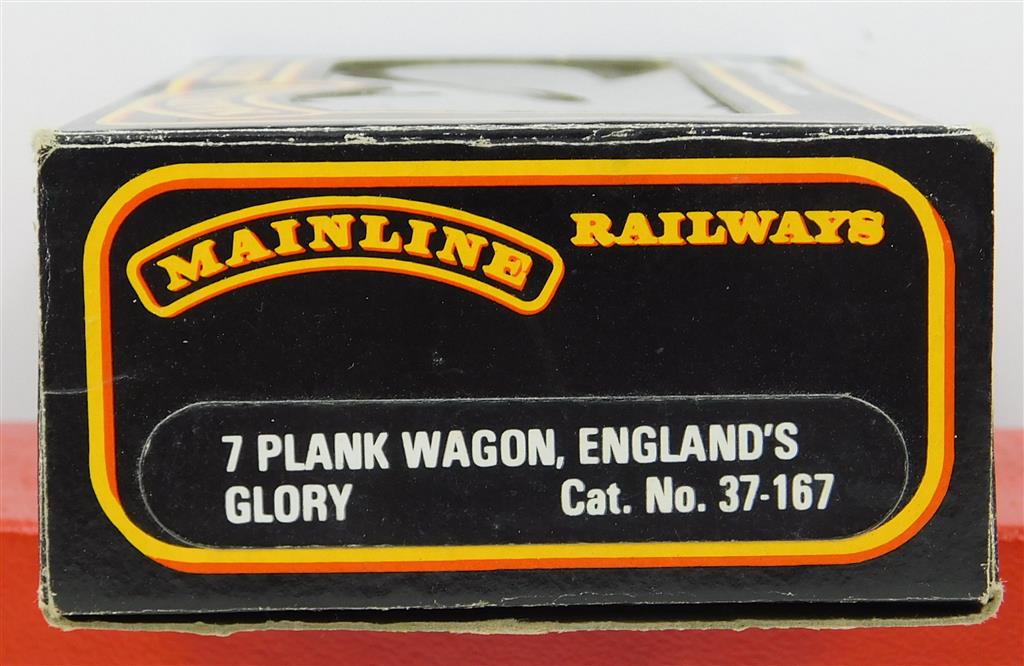 MAINLINE RAILWAYS
7 PLANK WAGON, ENGLAND'S
GLORY Cat. No. 37-167